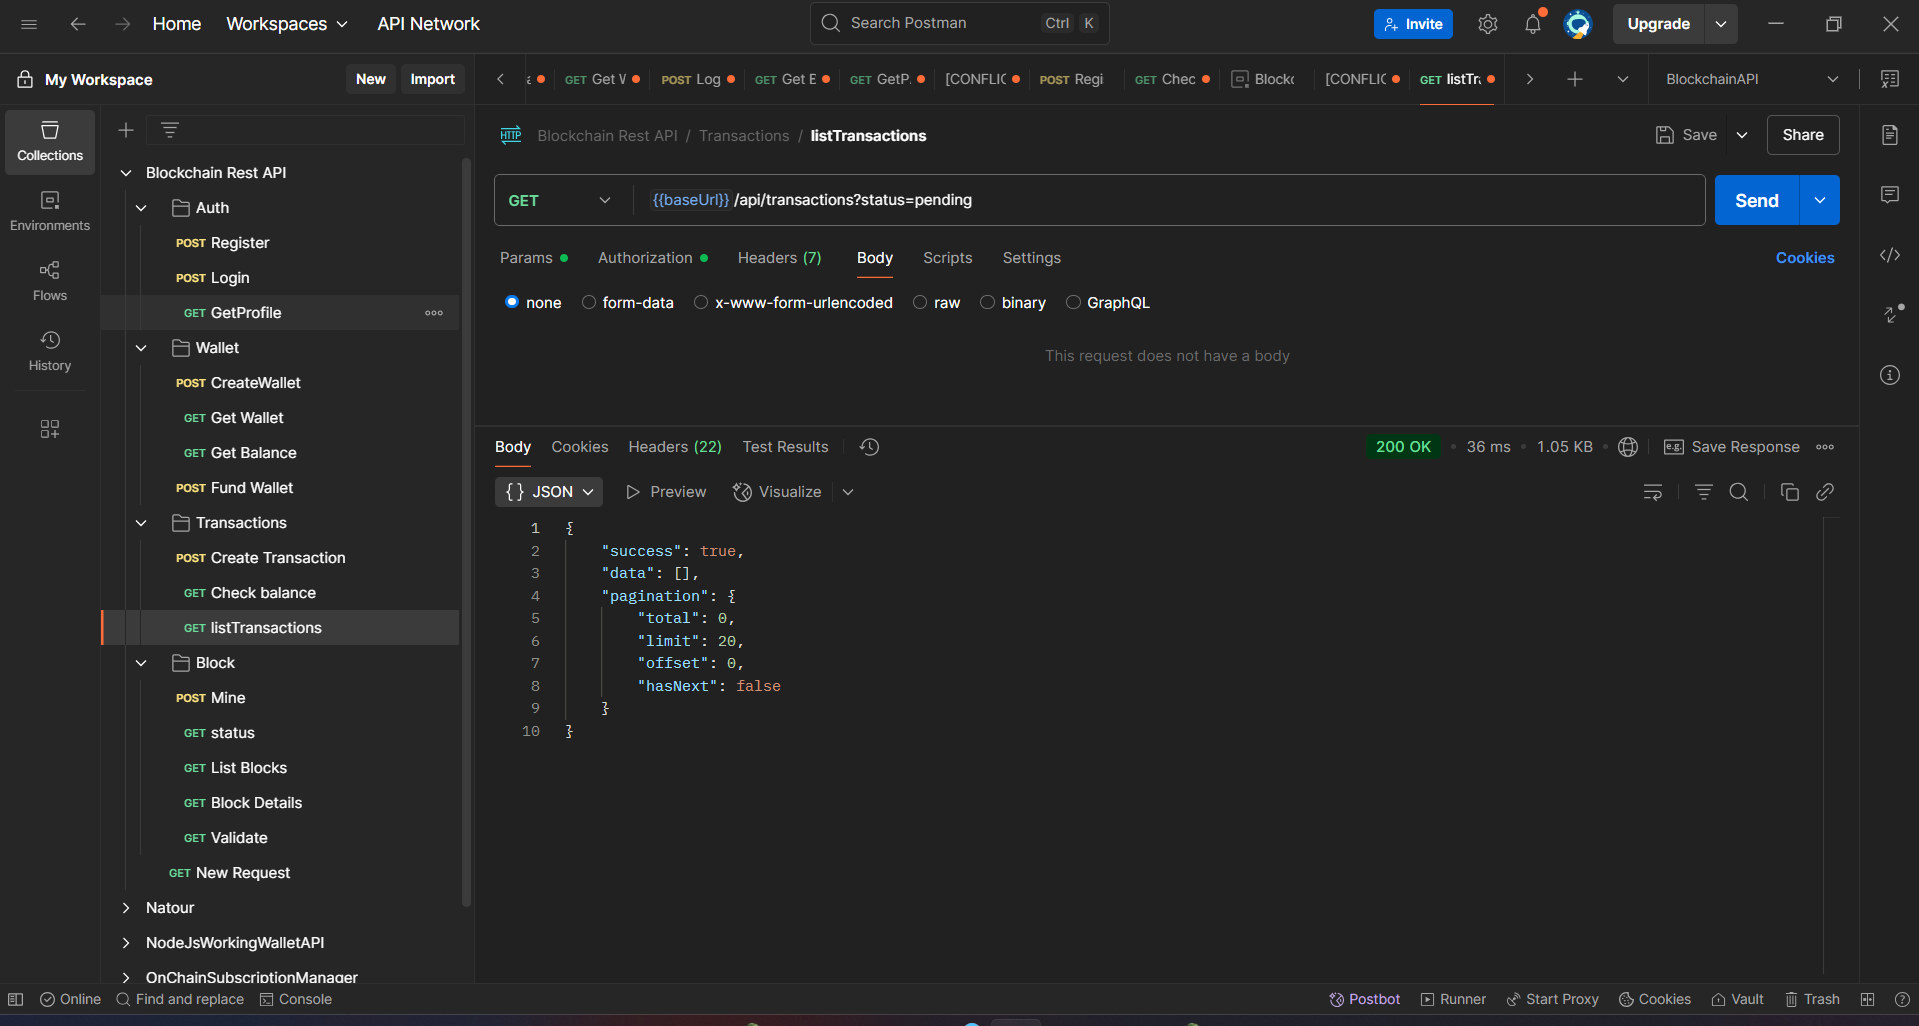 Home Workspaces API Network Search Postman Ctrl K Invite Upgrade
My Workspace New Import
GET Get V POST Log GET Get E GET GetP. [CONFLIC POST Regi GET Chec Blockc [CONFLIC GET listTr BlockchainAPI
Collections
Environments
Flows
History
Blockchain Rest API
Auth
POST Register
POST Login
GET GetProfile
Wallet
POST CreateWallet
GET Get Wallet
GET Get Balance
POST Fund Wallet
Transactions
POST Create Transaction
GET Check balance
GET listTransactions
Block
POST Mine
GET status
GET List Blocks
GET Block Details
GET Validate
GET New Request
Natour
NodeJsWorkingWalletAPI
OnChainSubscriptionManager
HTTP Blockchain Rest API / Transactions / listTransactions Save Share
GET {{baseUrl}}/api/transactions?status=pending Send
Params Authorization Headers (7) Body Scripts Settings Cookies
none form-data x-www-form-urlencoded raw binary GraphQL
This request does not have a body
Body Cookies Headers (22) Test Results 200 OK 36 ms 1.05 KB e.g. Save Response
{} JSON Preview Visualize
1 {
2 "success": true,
3 "data": [],
4 "pagination": {
5 "total": 0,
6 "limit": 20,
7 "offset": 0,
8 "hasNext": false
9 }
10 }
Online Find and replace Console Postbot Runner Start Proxy Cookies Vault Trash